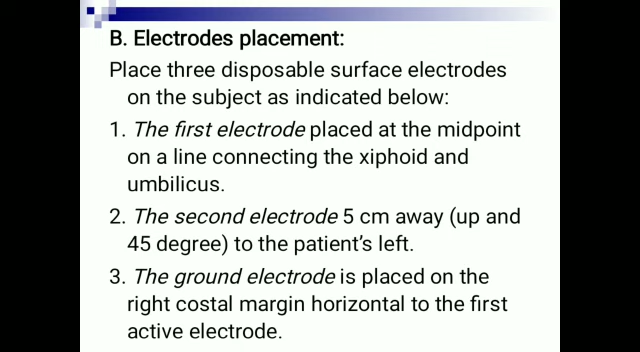 B. Electrodes placement:
Place three disposable surface electrodes
on the subject as indicated below:
1. The first electrode placed at the midpoint
on a line connecting the xiphoid and
umbilicus.
2. The second electrode 5 cm away (up and
45 degree) to the patient's left.
3. The ground electrode is placed on the
right costal margin horizontal to the first
active electrode.